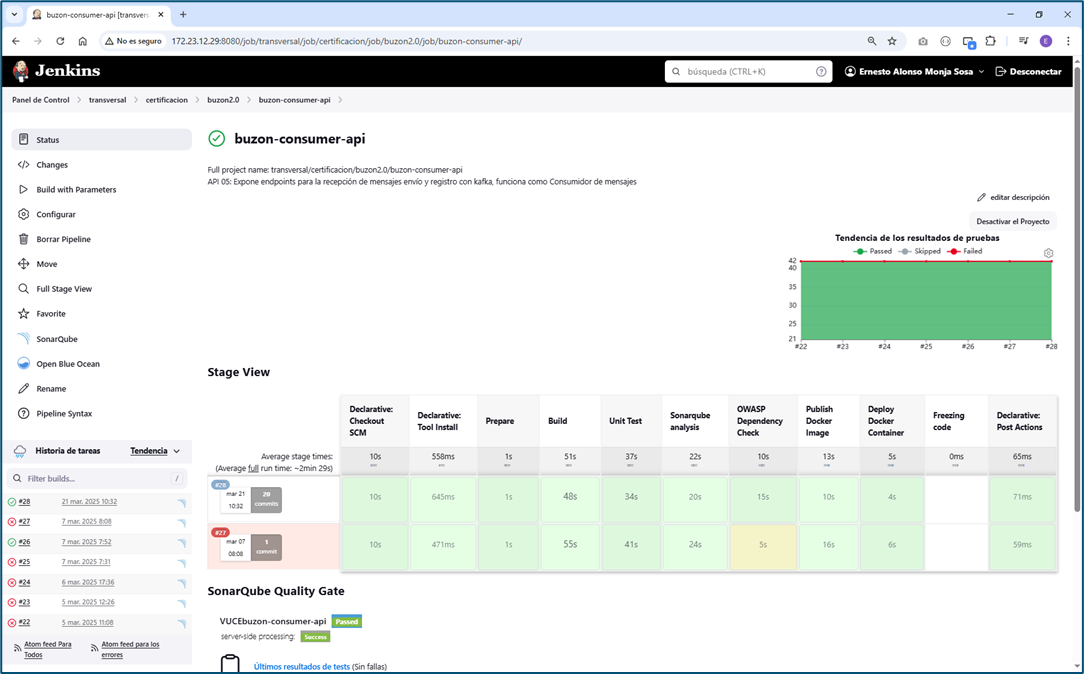 buzon-consumer-api [transvers
No es seguro
172.23.12.29:8080/job/transversal/job/certificacion/job/buzon2.0/job/buzon-consumer-api/
E
Jenkins
búsqueda (CTRL+K)
Ernesto Alonso Monja Sosa
Desconectar
Panel de Control > transversal > certificacion > buzon2.0 > buzon-consumer-api >
Status
Changes
Build with Parameters
Configurar
Borrar Pipeline
Move
Full Stage View
Favorite
SonarQube
Open Blue Ocean
Rename
Pipeline Syntax
Historia de tareas
Tendencia
Filter builds...
/
#28 21 mar. 2025 10:32
#27 7 mar. 2025 8:08
#26 7 mar. 2025 7:52
#25 7 mar. 2025 7:31
#24 6 mar. 2025 17:36
#23 5 mar. 2025 12:26
#22 5 mar. 2025 11:08
Atom feed Para Todos
Atom feed para los errores
buzon-consumer-api
Full project name: transversal/certificacion/buzon2.0/buzon-consumer-api
API 05: Expone endpoints para la recepción de mensajes envío y registro con kafka, funciona como Consumidor de mensajes
editar descripción
Desactivar el Proyecto
Tendencia de los resultados de pruebas
Passed Skipped Failed
42
40
35
30
25
21
#22 #23 #24 #25 #26 #27 #28
Stage View
Declarative: Checkout SCM
Declarative: Tool Install
Prepare
Build
Unit Test
Sonarqube analysis
OWASP Dependency Check
Publish Docker Image
Deploy Docker Container
Freezing code
Declarative: Post Actions
Average stage times:
(Average full run time: ~2min 29s)
10s 558ms 1s 51s 37s 22s 10s 13s 5s 0ms 65ms
#28
mar 21
10:32
20
commits
10s 645ms 1s 48s 34s 20s 15s 10s 4s 71ms
#27
mar 07
08:08
1
commit
10s 471ms 1s 55s 41s 24s 5s 16s 6s 59ms
SonarQube Quality Gate
VUCEbuzon-consumer-api Passed
server-side processing: Success
Últimos resultados de tests (Sin fallas)